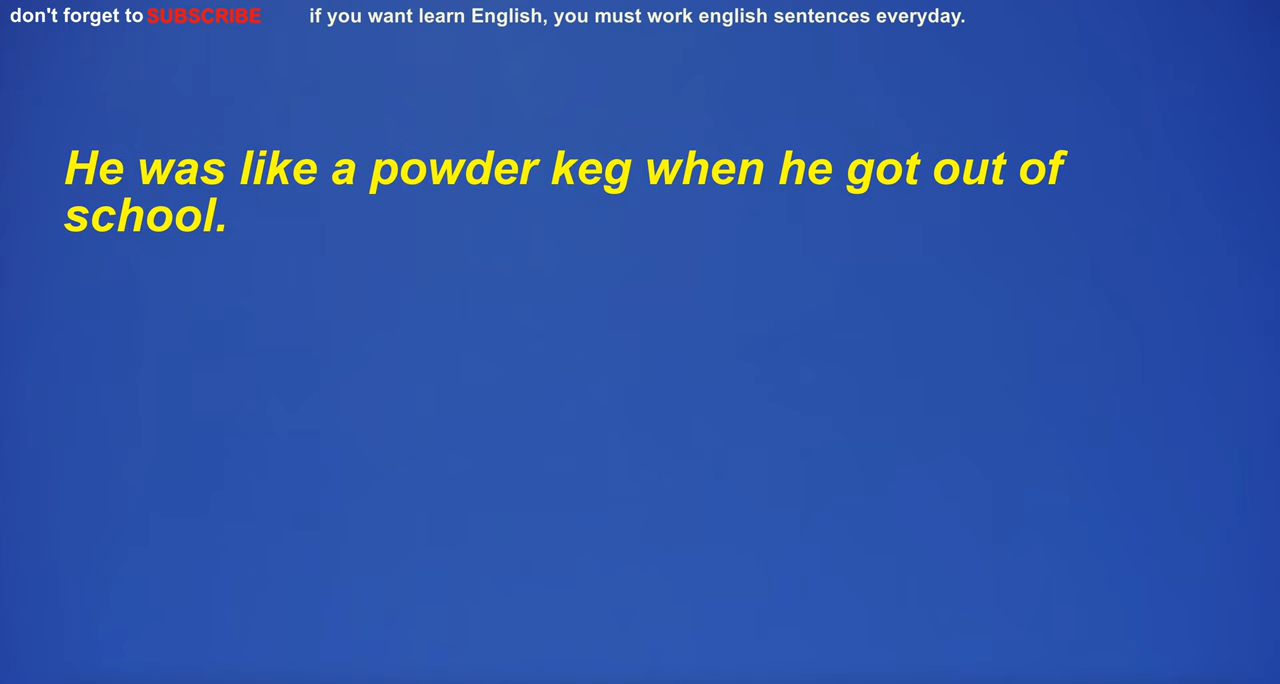 don't forget to SUBSCRIBE if you want learn English, you must work english sentences everyday.
He was like a powder keg when he got out of
school.